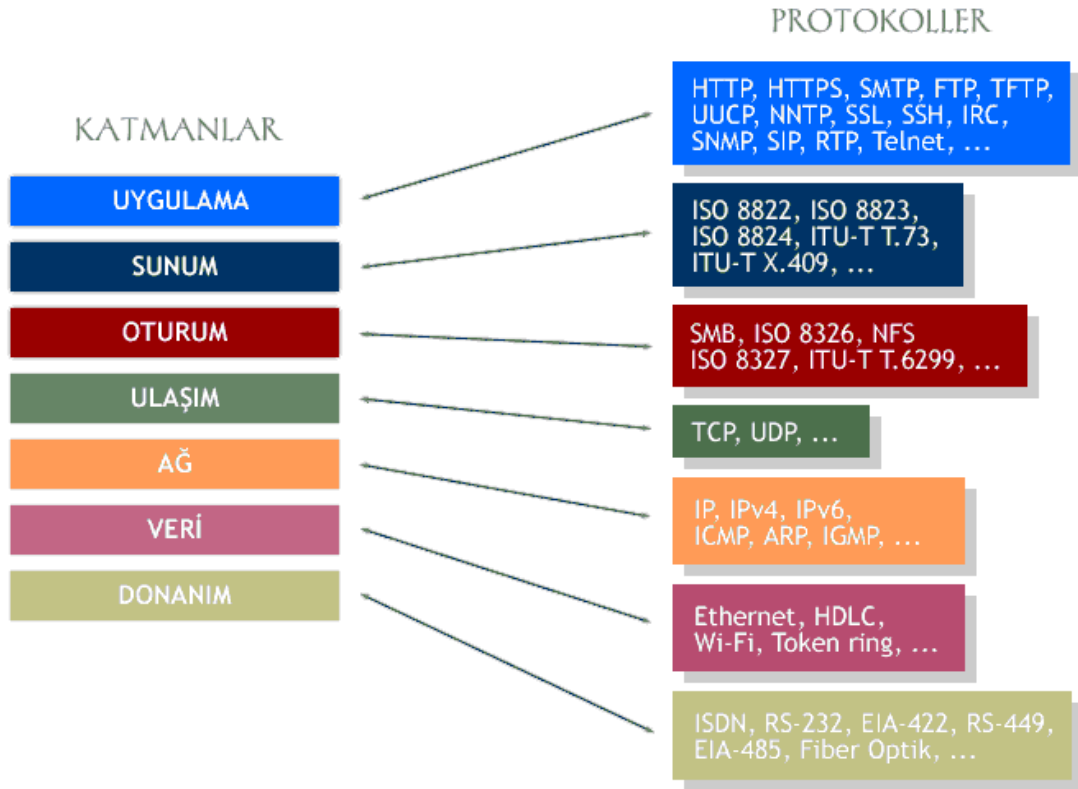 PROTOKOLLER
KATMANLAR
HTTP, HTTPS, SMTP, FTP, TFTP,
UUCP, NNTP, SSL, SSH, IRC,
SNMP, SIP, RTP, Telnet, ...
UYGULAMA
ISO 8822, ISO 8823,
ISO 8824, ITU-T T.73,
ITU-T X.409, ...
SUNUM
SMB, ISO 8326, NFS
ISO 8327, ITU-T T.6299, ...
OTURUM
TCP, UDP, ...
ULAŞIM
IP, IPv4, IPv6,
ICMP, ARP, IGMP, ...
AĞ
Ethernet, HDLC,
Wi-Fi, Token ring, ...
VERİ
ISDN, RS-232, EIA-422, RS-449,
EIA-485, Fiber Optik, ...
DONANIM